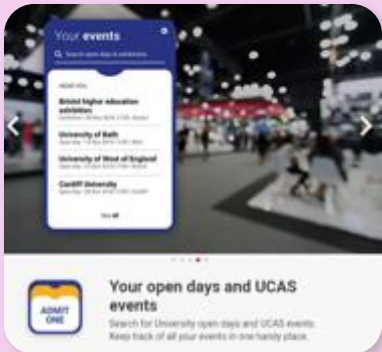 Your events
Search open days & exhibitions
NEAR YOU
Bristol higher education
exhibition
University of Bath
University of West of England
Cardiff University
See all
ADMIT
ONE
Your open days and UCAS
events
Search for University open days and UCAS events.
Keep track of all your events in one handy place.